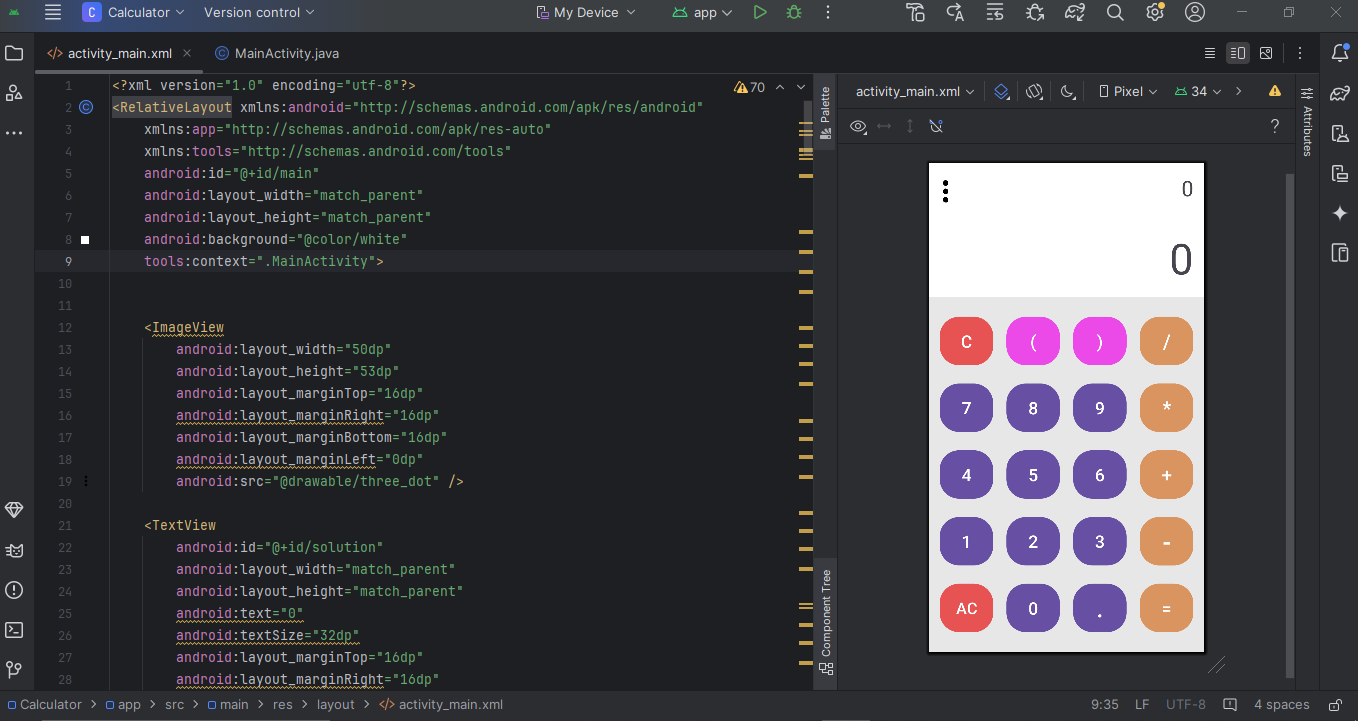 C Calculator Version control My Device app
activity_main.xml MainActivity.java
1 <?xml version="1.0" encoding="utf-8"?>
2 <RelativeLayout xmlns:android="http://schemas.android.com/apk/res/android"
3 xmlns:app="http://schemas.android.com/apk/res-auto"
4 xmlns:tools="http://schemas.android.com/tools"
5 android:id="@+id/main"
6 android:layout_width="match_parent"
7 android:layout_height="match_parent"
8 android:background="@color/white"
9 tools:context=".MainActivity">
10
11
12 <ImageView
13 android:layout_width="50dp"
14 android:layout_height="53dp"
15 android:layout_marginTop="16dp"
16 android:layout_marginRight="16dp"
17 android:layout_marginBottom="16dp"
18 android:layout_marginLeft="0dp"
19 android:src="@drawable/three_dot" />
20
21 <TextView
22 android:id="@+id/solution"
23 android:layout_width="match_parent"
24 android:layout_height="match_parent"
25 android:text="0"
26 android:textSize="32dp"
27 android:layout_marginTop="16dp"
28 android:layout_marginRight="16dp"
70
Palette
Component Tree
activity_main.xml Pixel 34
?
Attributes
0
0
C ( ) /
7 8 9 *
4 5 6 +
1 2 3 -
AC 0 . =
Calculator > app > src > main > res > layout > activity_main.xml 9:35 LF UTF-8 4 spaces